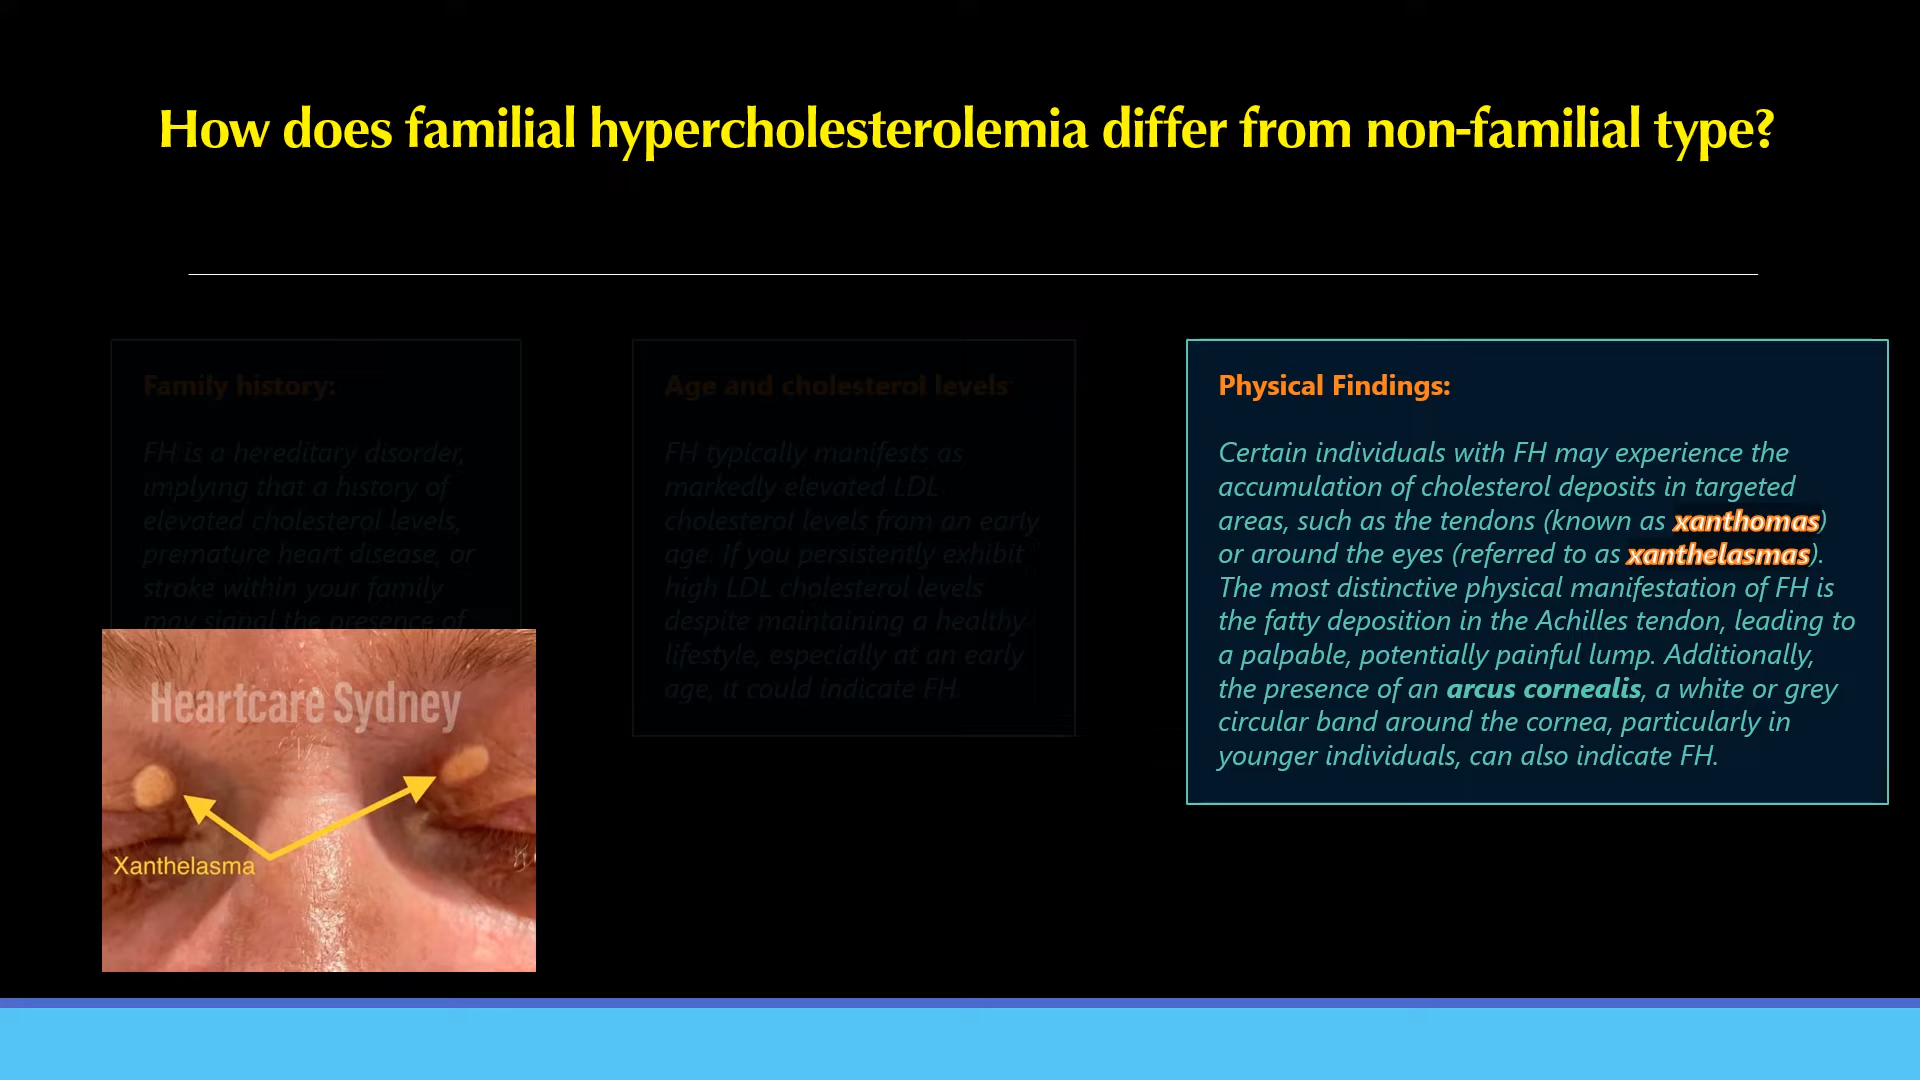 How does familial hypercholesterolemia differ from non-familial type?
Family history:
FH is a hereditary disorder,
implying that a history of
elevated cholesterol levels,
premature heart disease, or
stroke within your family
may signal the presence of
Age and cholesterol levels
FH typically manifests as
markedly elevated LDL
cholesterol levels from an early
age. If you persistently exhibit
high LDL cholesterol levels
despite maintaining a healthy
lifestyle, especially at an early
age, it could indicate FH.
Physical Findings:
Certain individuals with FH may experience the
accumulation of cholesterol deposits in targeted
areas, such as the tendons (known as xanthomas)
or around the eyes (referred to as xanthelasmas).
The most distinctive physical manifestation of FH is
the fatty deposition in the Achilles tendon, leading to
a palpable, potentially painful lump. Additionally,
the presence of an arcus cornealis, a white or grey
circular band around the cornea, particularly in
younger individuals, can also indicate FH.
Heartcare Sydney
Xanthelasma